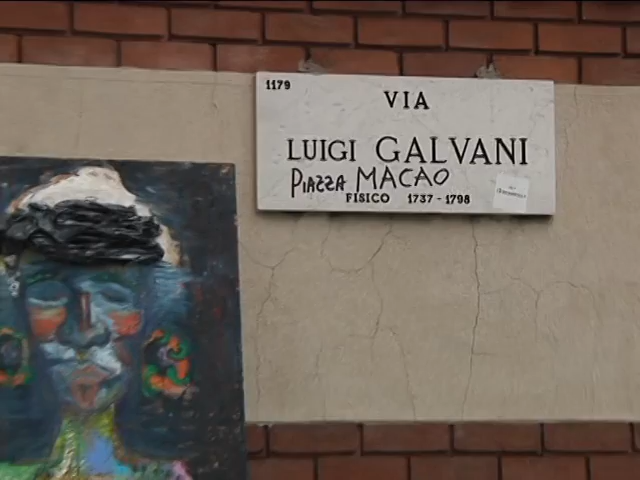 1179
VIA
LUIGI GALVANI
PIAZZA MACAO
FISICO 1737 - 1798